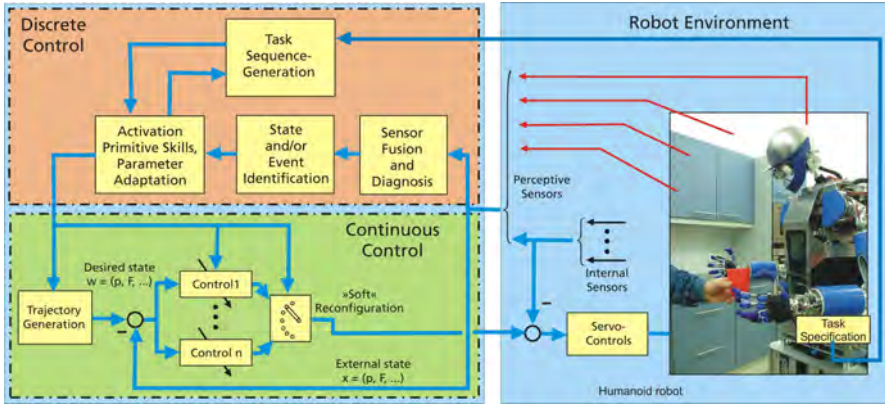 Discrete
Control
Task
Sequence-
Generation
Activation
Primitive Skills,
Parameter
Adaptation
State
and/or
Event
Identification
Sensor
Fusion
and
Diagnosis
Continuous
Control
Desired state
w = (p, F, ...)
Trajectory
Generation
Control 1
Control n
»Soft«
Reconfiguration
External state
x = (p, F, ...)
Robot Environment
Perceptive
Sensors
Internal
Sensors
Servo-
Controls
Task
Specification
Humanoid robot